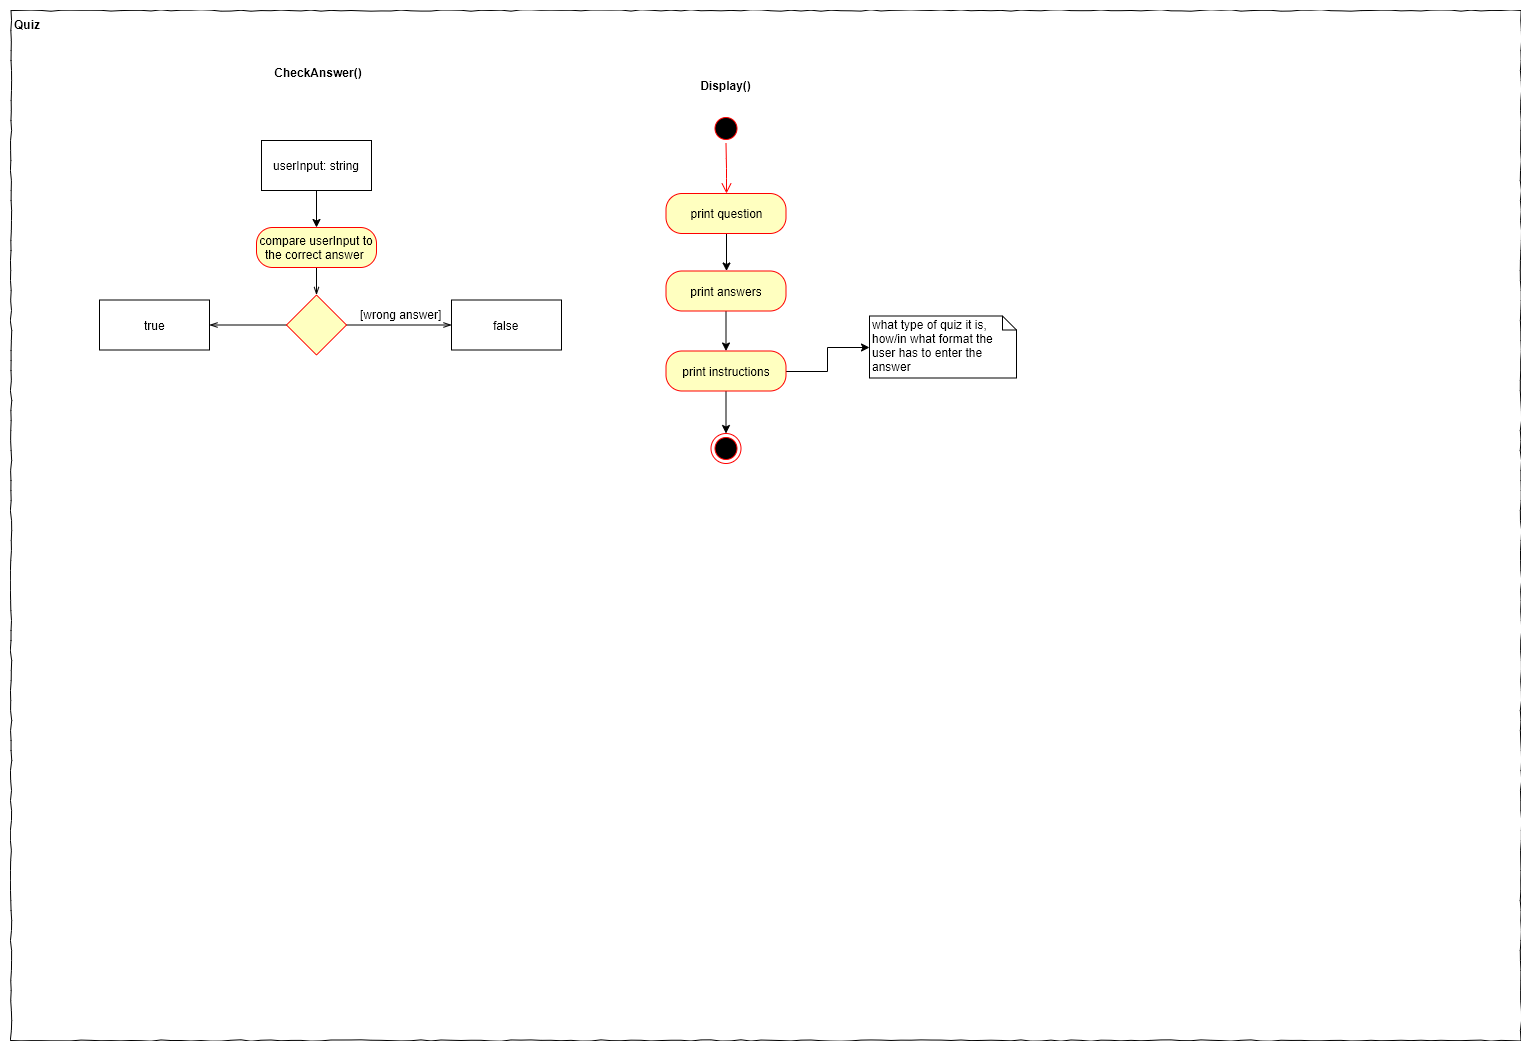 Quiz
CheckAnswer()
userInput: string
compare userInput to
the correct answer
true
[wrong answer]
false
Display()
print question
print answers
print instructions
what type of quiz it is,
how/in what format the
user has to enter the
answer